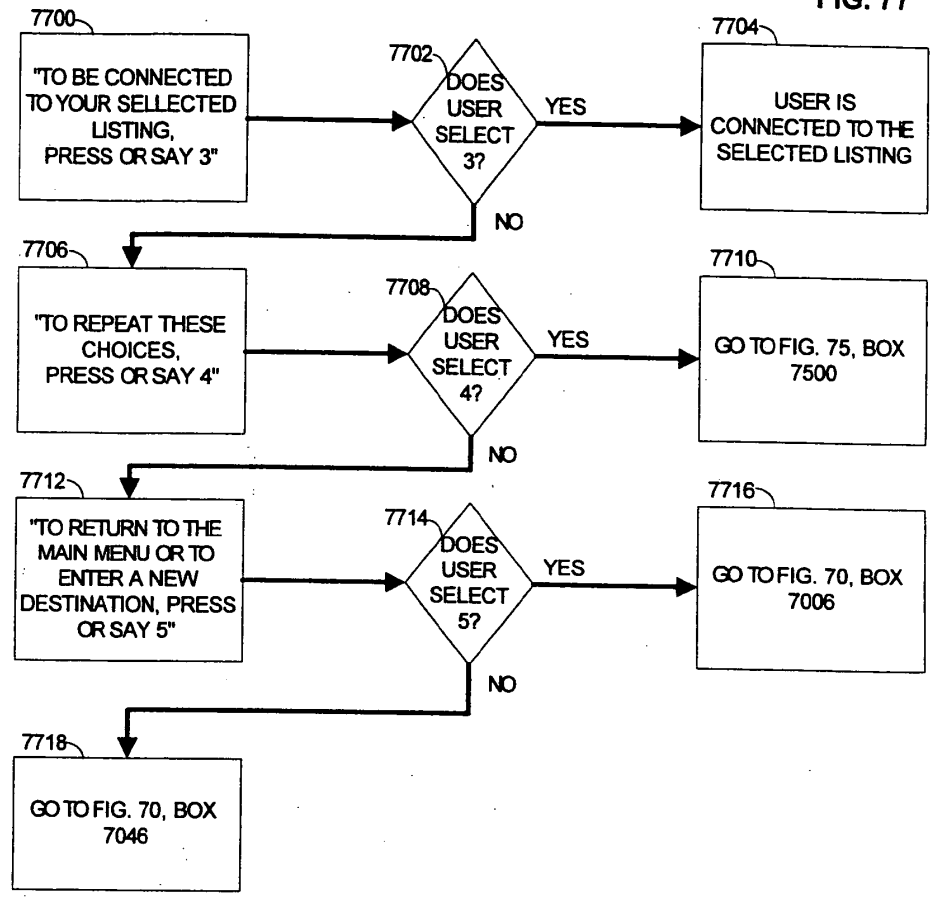 FIG. 77
7700
"TO BE CONNECTED
TO YOUR SELLECTED
LISTING,
PRESS OR SAY 3"
7702
DOES
USER
SELECT
3?
YES
7704
USER IS
CONNECTED TO THE
SELECTED LISTING
NO
7706
"TO REPEAT THESE
CHOICES,
PRESS OR SAY 4"
7708
DOES
USER
SELECT
4?
YES
7710
GO TO FIG. 75, BOX
7500
NO
7712
"TO RETURN TO THE
MAIN MENU OR TO
ENTER A NEW
DESTINATION, PRESS
OR SAY 5"
7714
DOES
USER
SELECT
5?
YES
7716
GO TO FIG. 70, BOX
7006
NO
7718
GO TO FIG. 70, BOX
7046